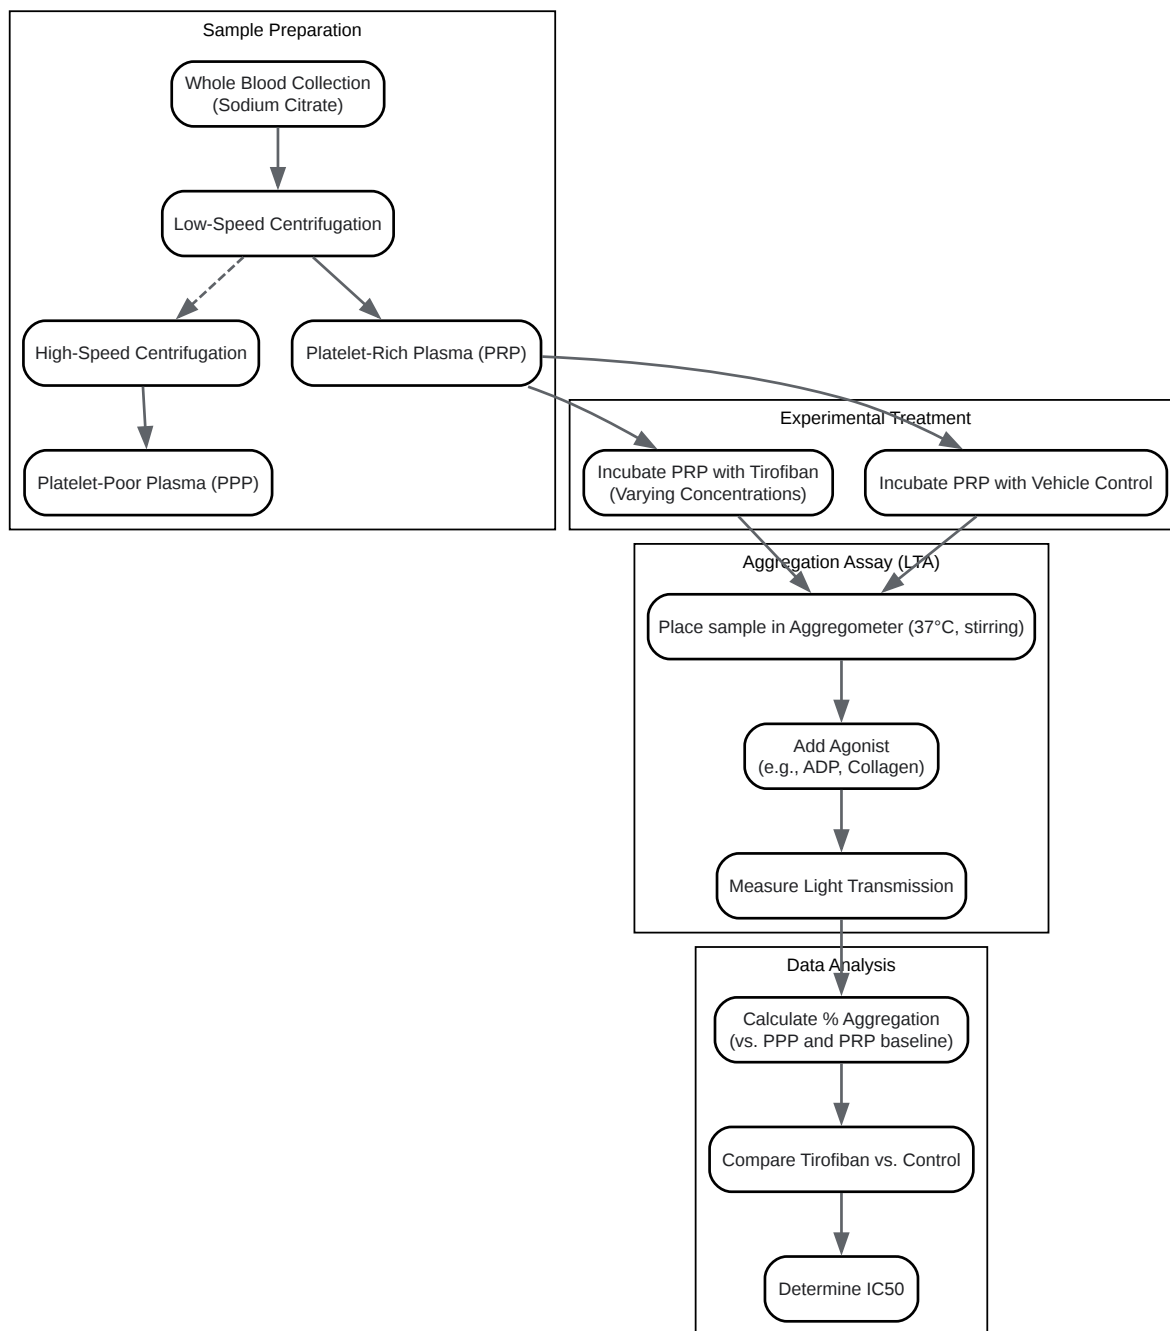 Sample Preparation
Whole Blood Collection
(Sodium Citrate)
Low-Speed Centrifugation
High-Speed Centrifugation
Platelet-Rich Plasma (PRP)
Platelet-Poor Plasma (PPP)
Experimental Treatment
Incubate PRP with Tirofiban
(Varying Concentrations)
Incubate PRP with Vehicle Control
Aggregation Assay (LTA)
Place sample in Aggregometer (37°C, stirring)
Add Agonist
(e.g., ADP, Collagen)
Measure Light Transmission
Data Analysis
Calculate % Aggregation
(vs. PPP and PRP baseline)
Compare Tirofiban vs. Control
Determine IC50